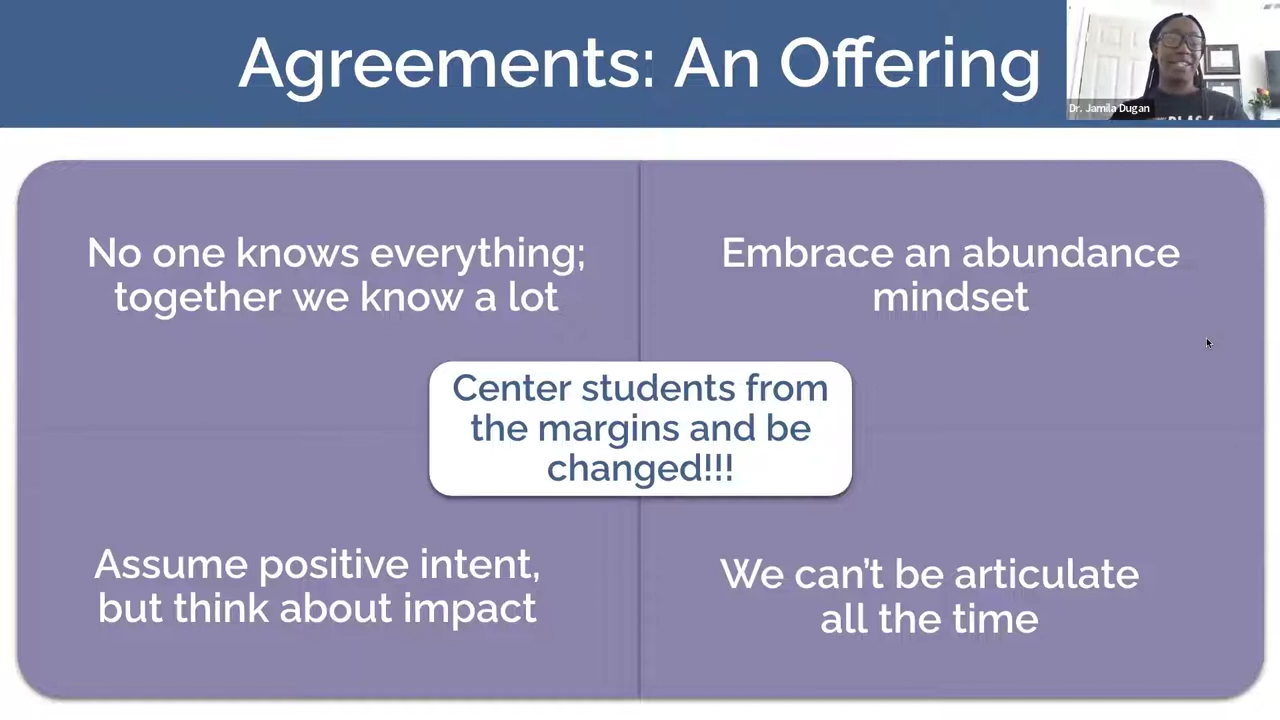 Agreements: An Offering
Dr. Jamila Dugan
No one knows everything;
together we know a lot
Embrace an abundance
mindset
Center students from
the margins and be
changed!!!
Assume positive intent,
but think about impact
We can’t be articulate
all the time